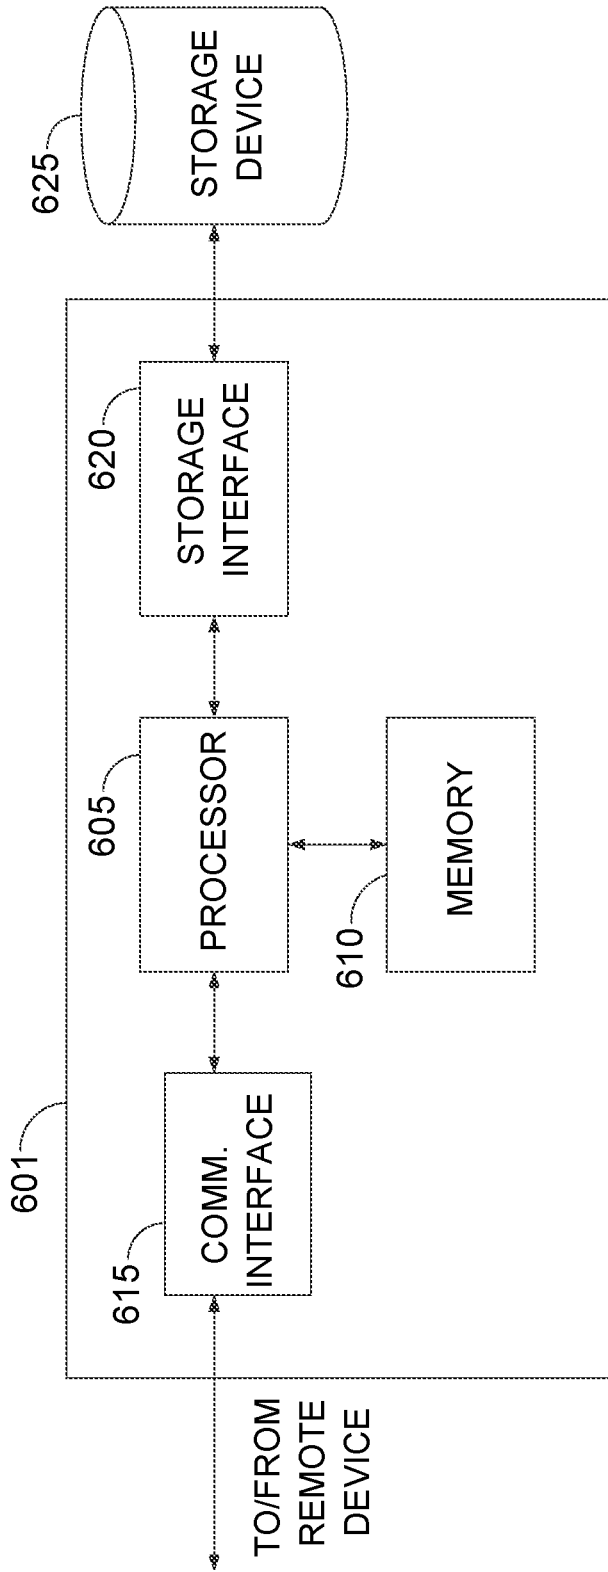 601
TO/FROM
REMOTE
DEVICE
615
COMM.
INTERFACE
605
PROCESSOR
610
MEMORY
620
STORAGE
INTERFACE
625
STORAGE
DEVICE